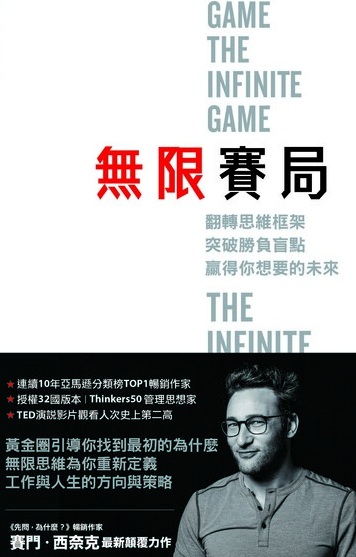 GAME
THE
INFINITE
GAME
無限賽局
翻轉思維框架
突破勝負盲點
贏得你想要的未來
THE
INFINITE
★連續10年亞馬遜分類榜TOP1暢銷作家
★授權32國版本｜Thinkers50管理思想家
★TED演說影片觀看人次史上第二高
黃金圈引導你找到最初的為什麼
無限思維為你重新定義
工作與人生的方向與策略
《先問，為什麼？》暢銷作家
賽門・西奈克 最新顛覆力作